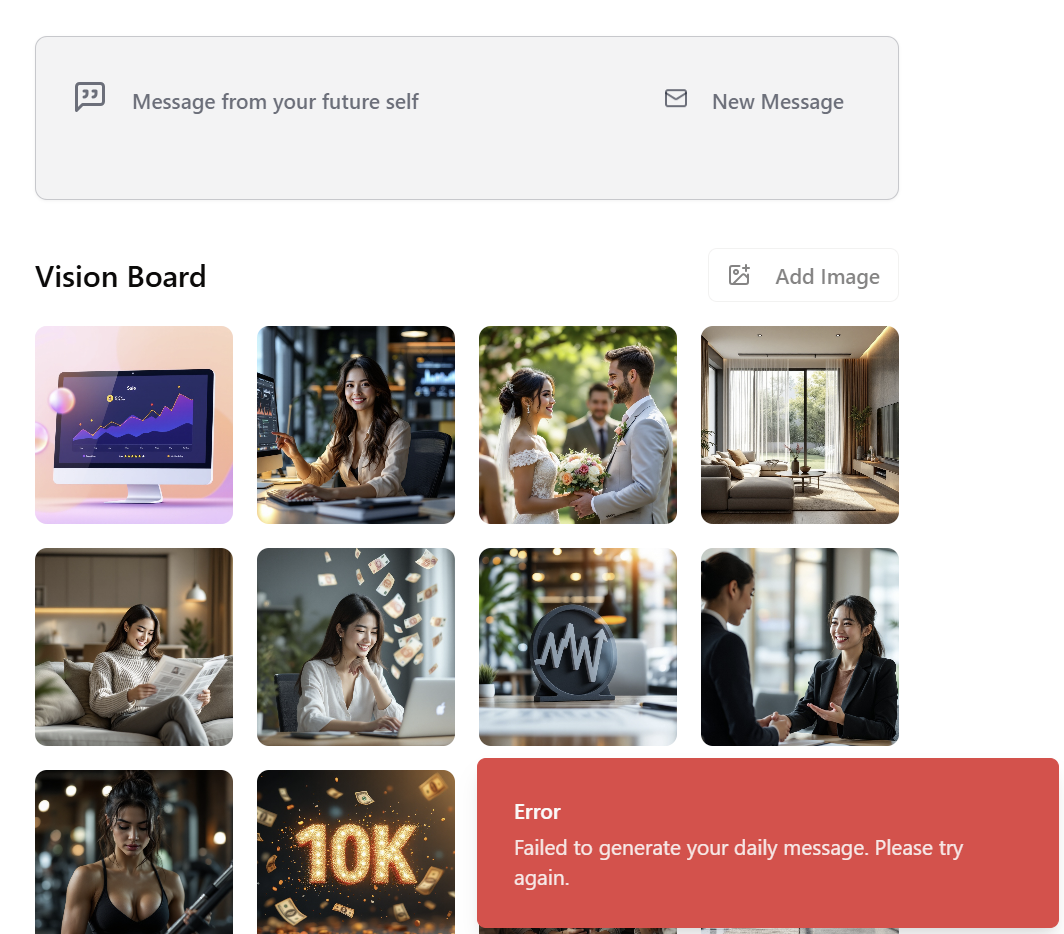 Message from your future self
New Message
Vision Board
Add Image
Sale
10K
Error
Failed to generate your daily message. Please try
again.